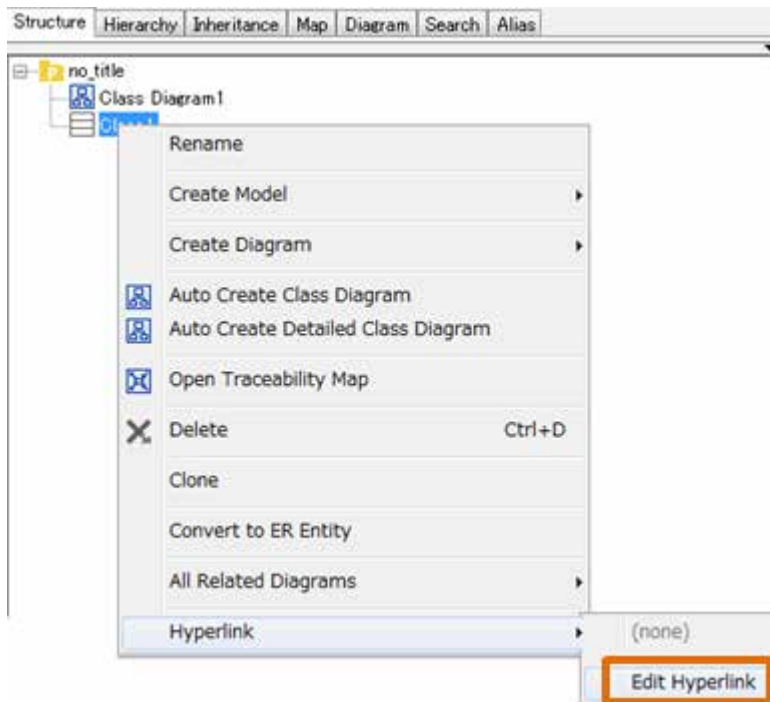 Structure Hierarchy Inheritance Map Diagram Search Alias
no_title
Class Diagram1
Rename
Create Model
Create Diagram
Auto Create Class Diagram
Auto Create Detailed Class Diagram
Open Traceability Map
Delete Ctrl+D
Clone
Convert to ER Entity
All Related Diagrams
Hyperlink (none)
Edit Hyperlink